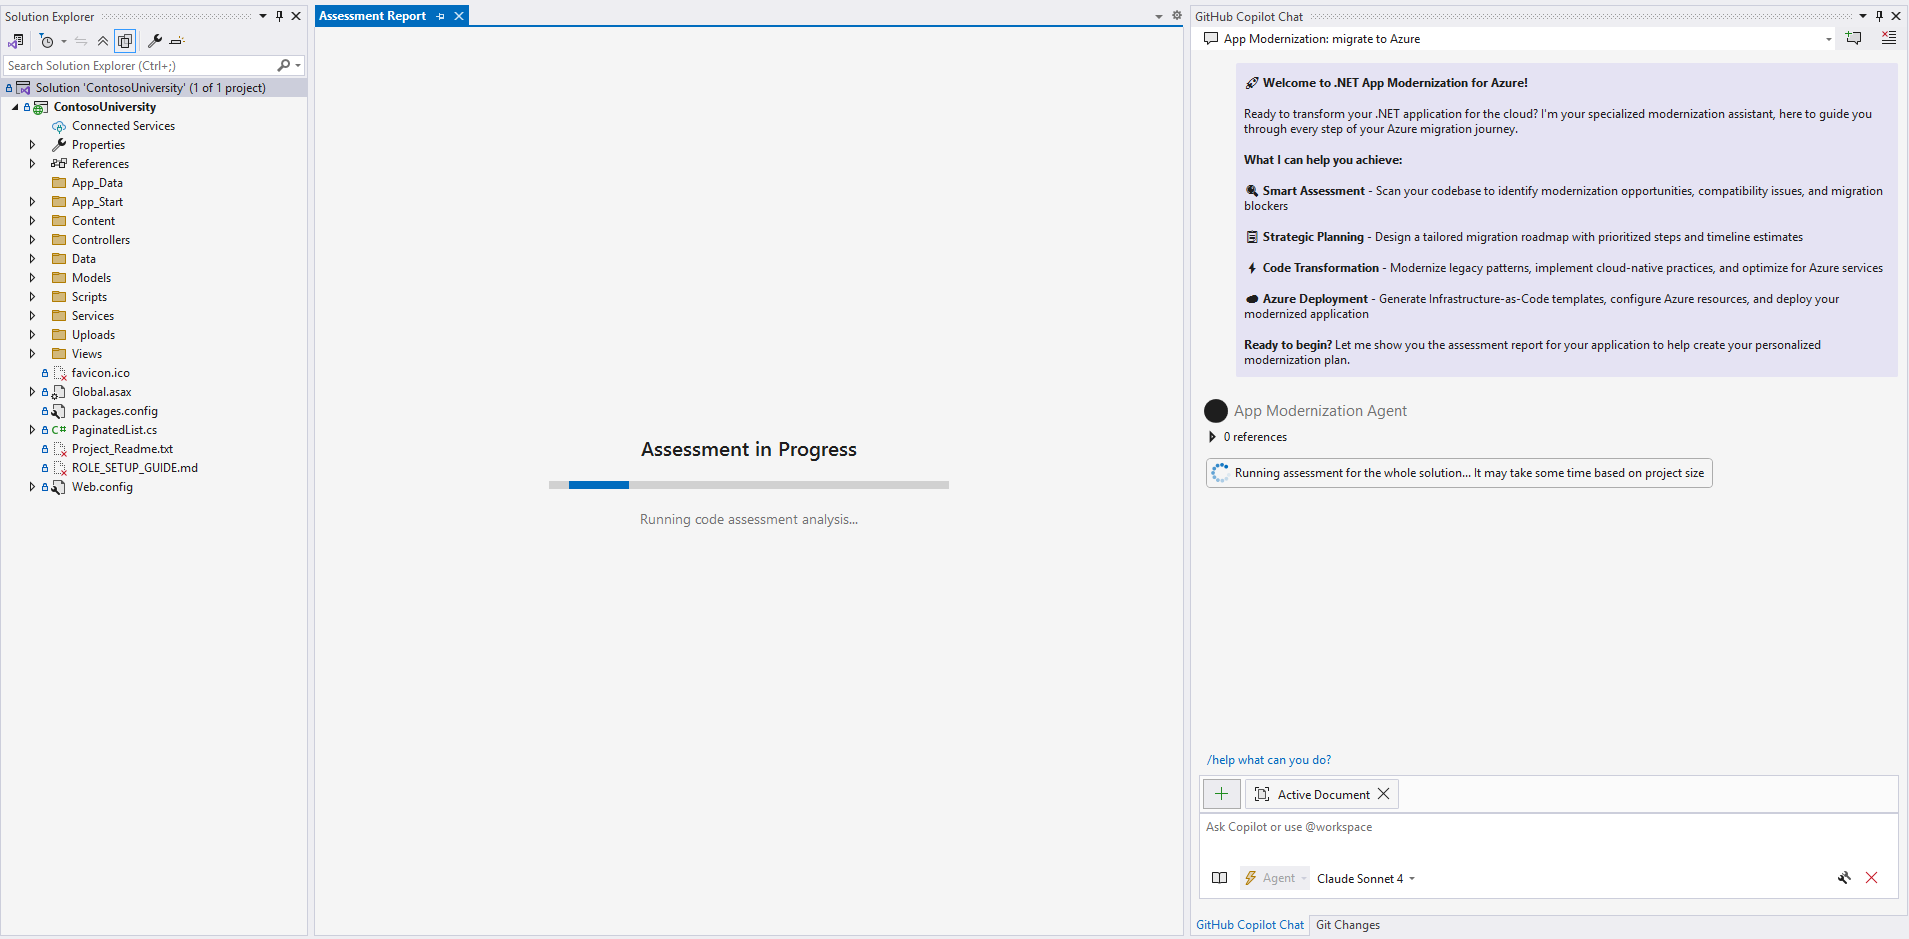 Solution Explorer
Search Solution Explorer (Ctrl+;)
Solution 'ContosoUniversity' (1 of 1 project)
ContosoUniversity
Connected Services
Properties
References
App_Data
App_Start
Content
Controllers
Data
Models
Scripts
Services
Uploads
Views
favicon.ico
Global.asax
packages.config
C# PaginatedList.cs
Project_Readme.txt
ROLE_SETUP_GUIDE.md
Web.config
Assessment Report
Assessment in Progress
Running code assessment analysis...
GitHub Copilot Chat
App Modernization: migrate to Azure
Welcome to .NET App Modernization for Azure!
Ready to transform your .NET application for the cloud? I'm your specialized modernization assistant, here to guide you
through every step of your Azure migration journey.
What I can help you achieve:
Smart Assessment - Scan your codebase to identify modernization opportunities, compatibility issues, and migration
blockers
Strategic Planning - Design a tailored migration roadmap with prioritized steps and timeline estimates
Code Transformation - Modernize legacy patterns, implement cloud-native practices, and optimize for Azure services
Azure Deployment - Generate Infrastructure-as-Code templates, configure Azure resources, and deploy your
modernized application
Ready to begin? Let me show you the assessment report for your application to help create your personalized
modernization plan.
App Modernization Agent
0 references
Running assessment for the whole solution... It may take some time based on project size
/help what can you do?
Active Document
Ask Copilot or use @workspace
Agent
Claude Sonnet 4
GitHub Copilot Chat
Git Changes